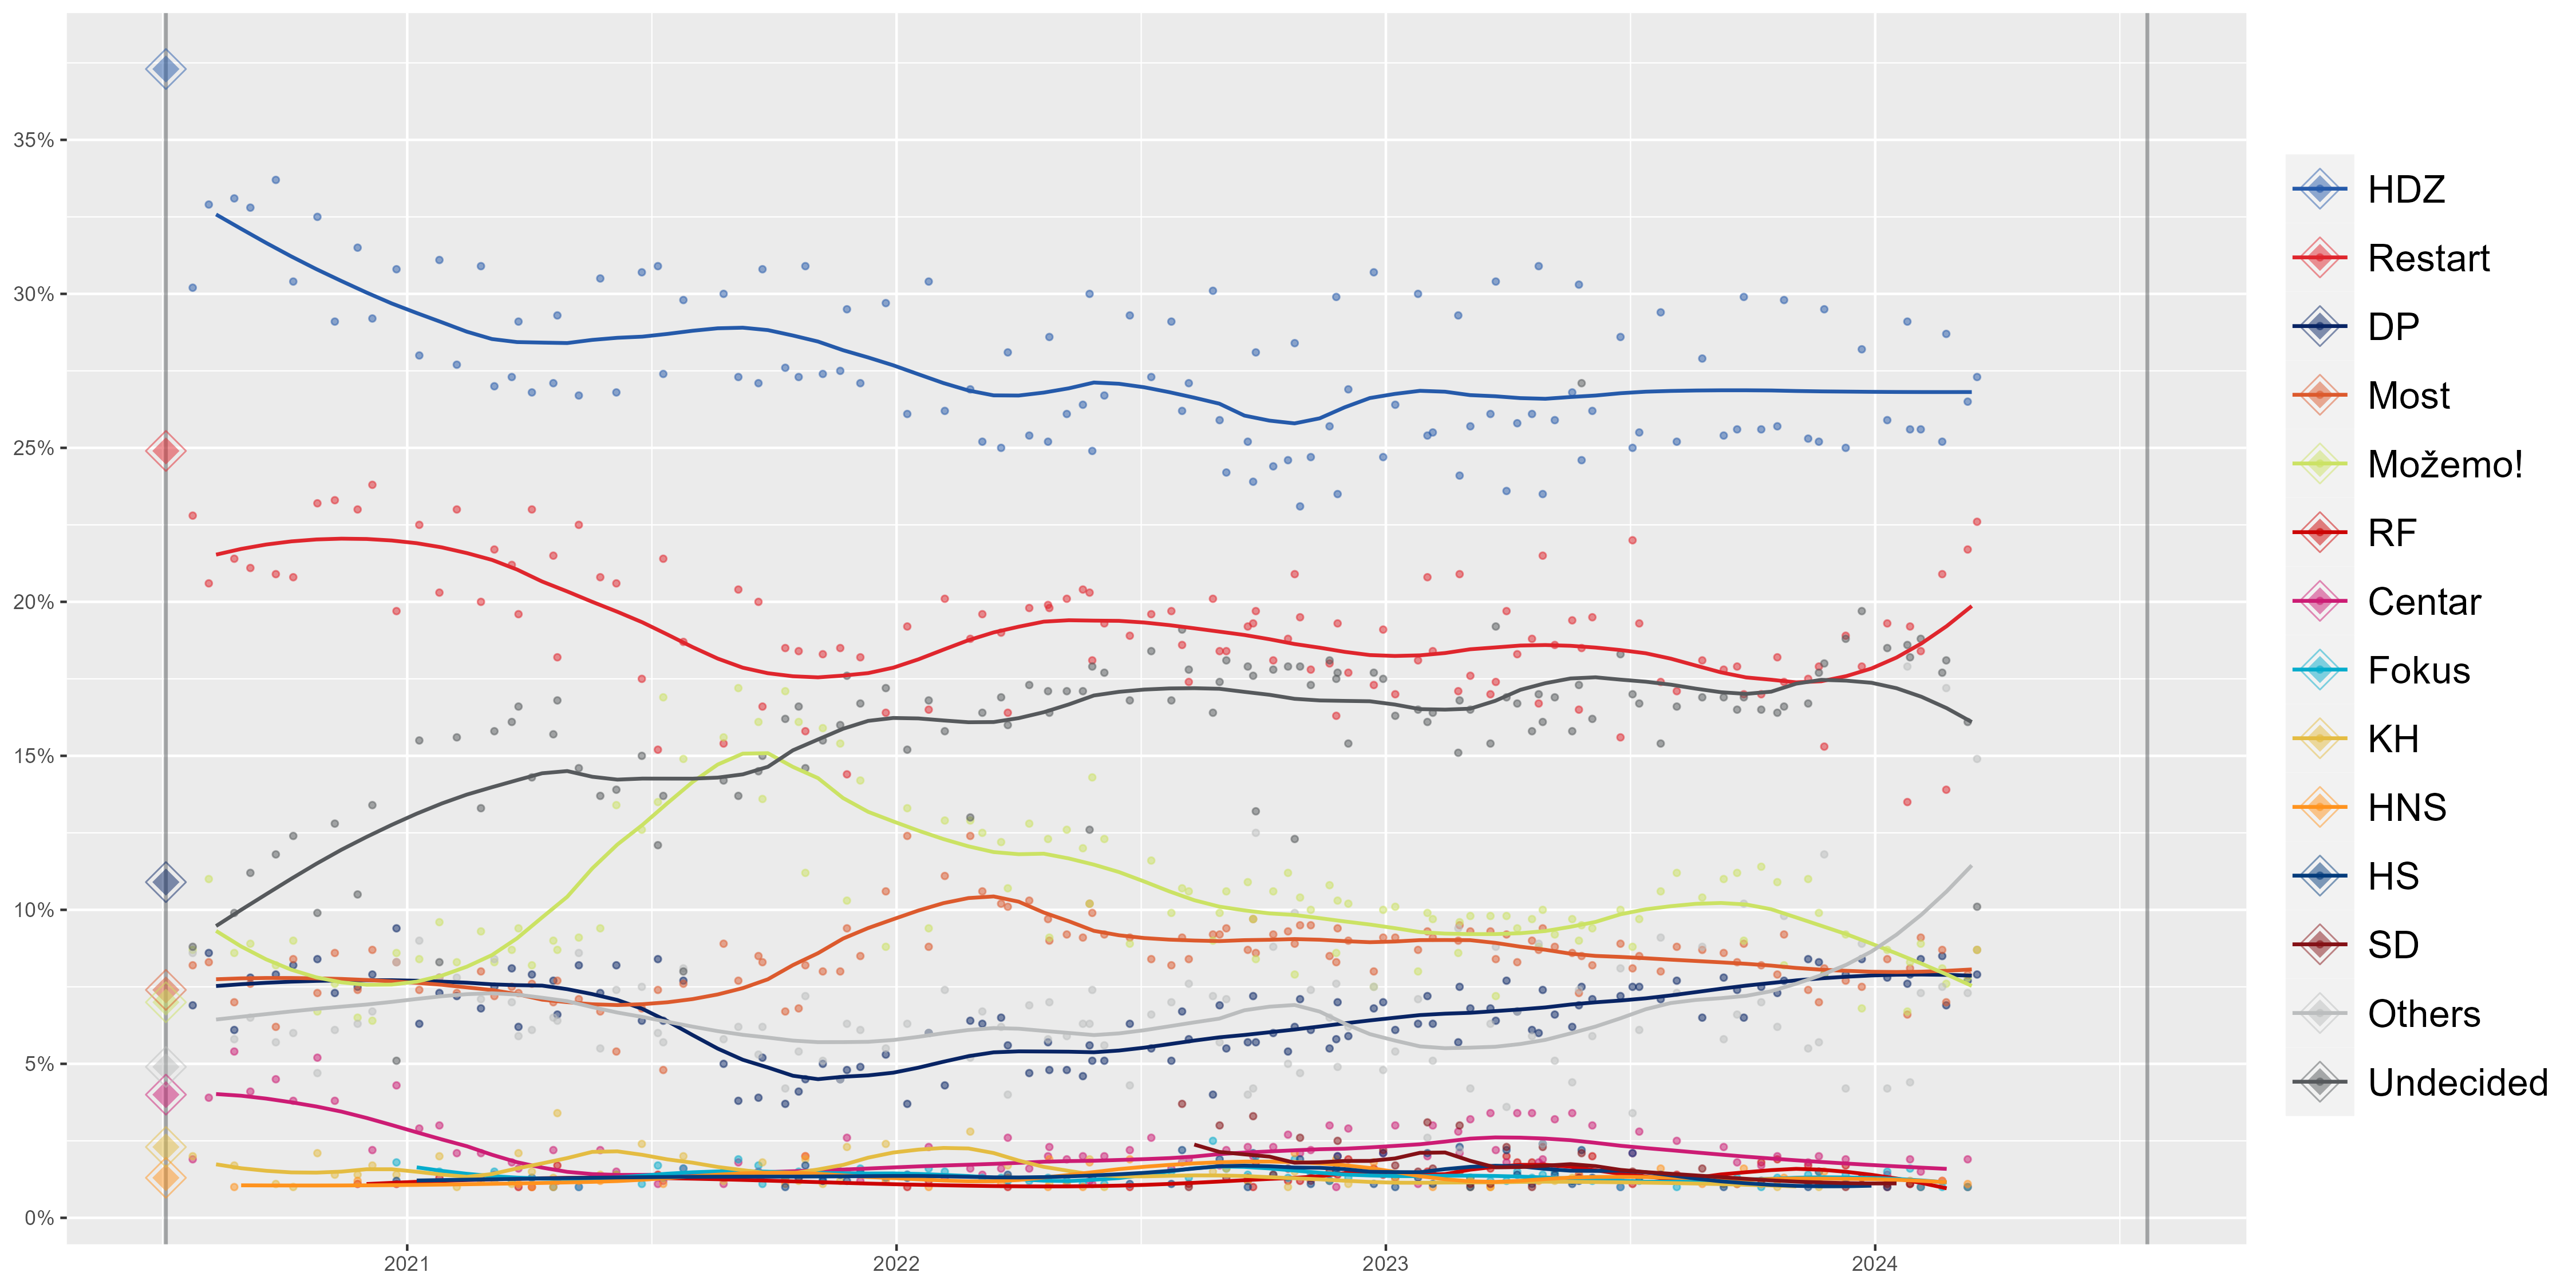 35%
30%
25%
20%
15%
10%
5%
0%
2021
2022
2023
2024
HDZ
Restart
DP
Most
Možemo!
RF
Centar
Fokus
KH
HNS
HS
SD
Others
Undecided